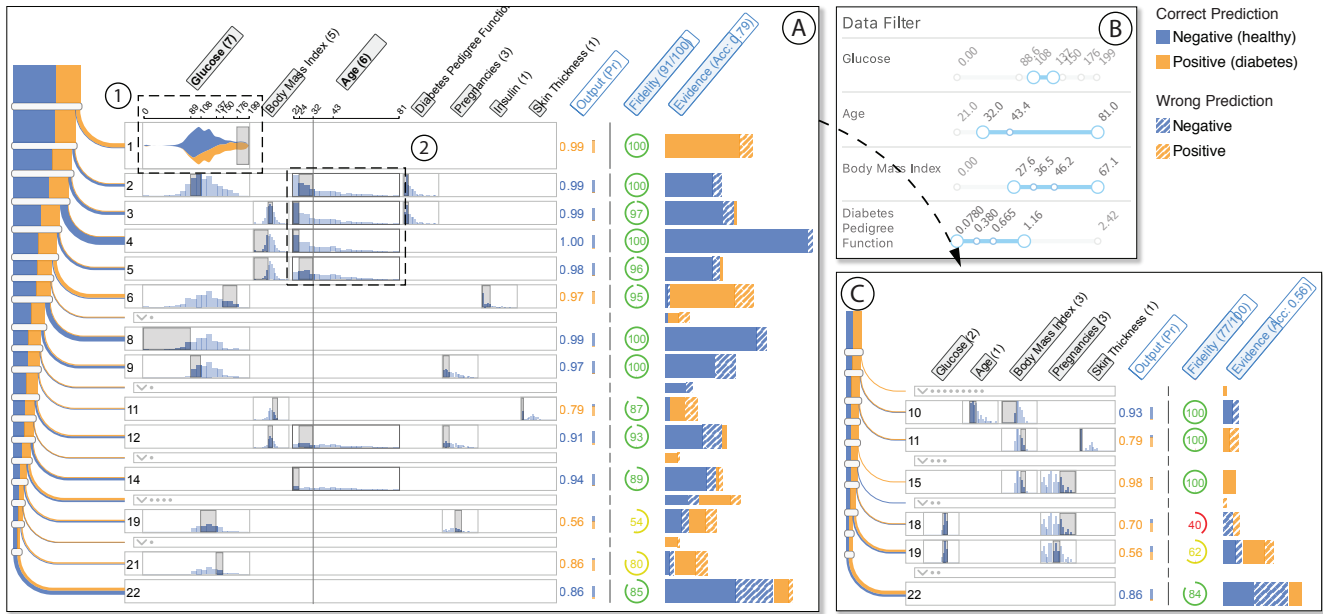 A
Glucose (7)
Body Mass Index (5)
Age (6)
Diabetes Pedigree Func
Pregnancies (3)
Insulin (1)
Skin Thickness (1)
Output (Pr)
Fidelity (91/100)
Evidence (Acc: 0.79)
1
0 89 108 137 150 176 199
21 24 32 43 81
2
1 0.99 100
2 0.99 100
3 0.99 97
4 1.00 100
5 0.98 96
6 0.97 95
8 0.99 100
9 0.97 100
11 0.79 87
12 0.91 93
14 0.94 89
19 0.56 54
21 0.86 80
22 0.86 85
B
Data Filter
Glucose
0.00 88.6 108 137 150 176 199
Age
21.0 32.0 43.4 81.0
Body Mass Index
0.00 27.6 36.5 46.2 67.1
Diabetes
Pedigree
Function
0.0780 0.380 0.665 1.16 2.42
Correct Prediction
Negative (healthy)
Positive (diabetes)
Wrong Prediction
Negative
Positive
C
Glucose (2)
Age (1)
Body Mass Index (3)
Pregnancies (3)
Skin Thickness (1)
Output (Pr)
Fidelity (77/100)
Evidence (Acc: 0.56)
10 0.93 100
11 0.79 100
15 0.98 100
18 0.70 40
19 0.56 62
22 0.86 84